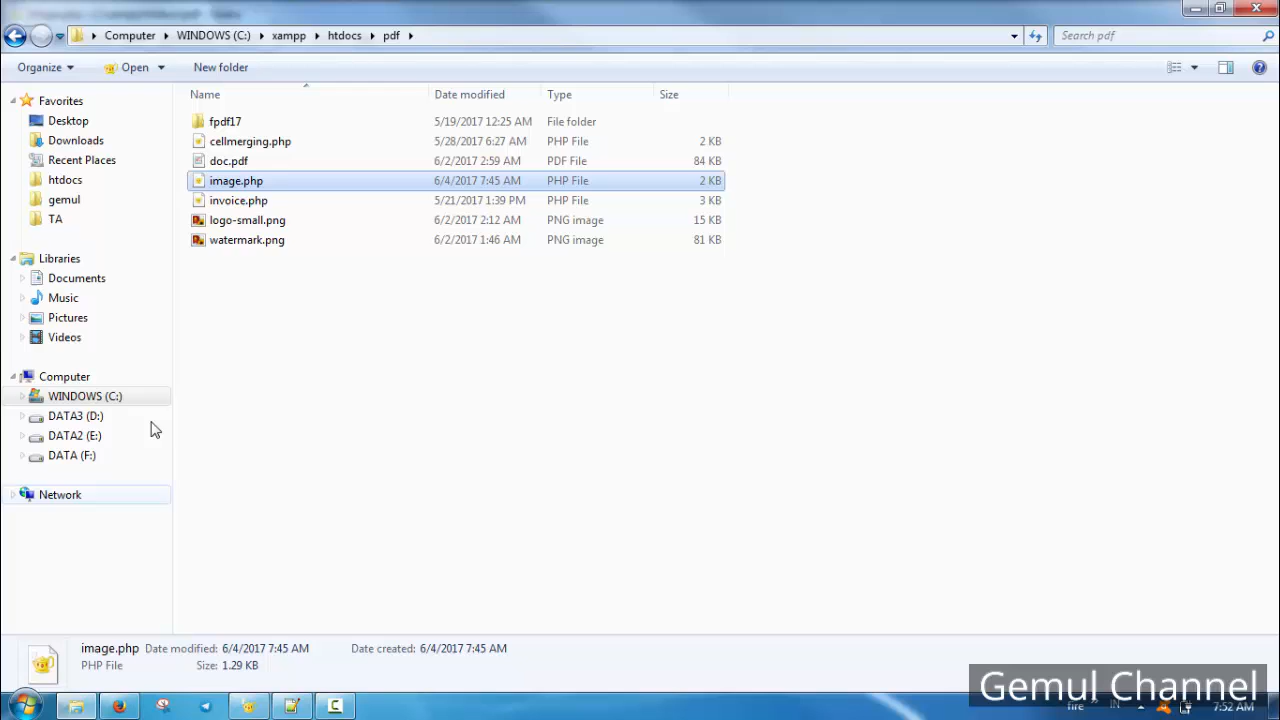 Computer WINDOWS (C:) xampp htdocs pdf Search pdf
Organize Open New folder
Name Date modified Type Size
Favorites
Desktop
Downloads
Recent Places
htdocs
gemul
TA
Libraries
Documents
Music
Pictures
Videos
Computer
WINDOWS (C:)
DATA3 (D:)
DATA2 (E:)
DATA (F:)
Network
fpdf17 5/19/2017 12:25 AM File folder
cellmerging.php 5/28/2017 6:27 AM PHP File 2 KB
doc.pdf 6/2/2017 2:59 AM PDF File 84 KB
image.php 6/4/2017 7:45 AM PHP File 2 KB
invoice.php 5/21/2017 1:39 PM PHP File 3 KB
logo-small.png 6/2/2017 2:12 AM PNG image 15 KB
watermark.png 6/2/2017 1:46 AM PNG image 81 KB
image.php Date modified: 6/4/2017 7:45 AM Date created: 6/4/2017 7:45 AM
PHP File Size: 1.29 KB
Gemul Channel
fire IN 7:52 AM